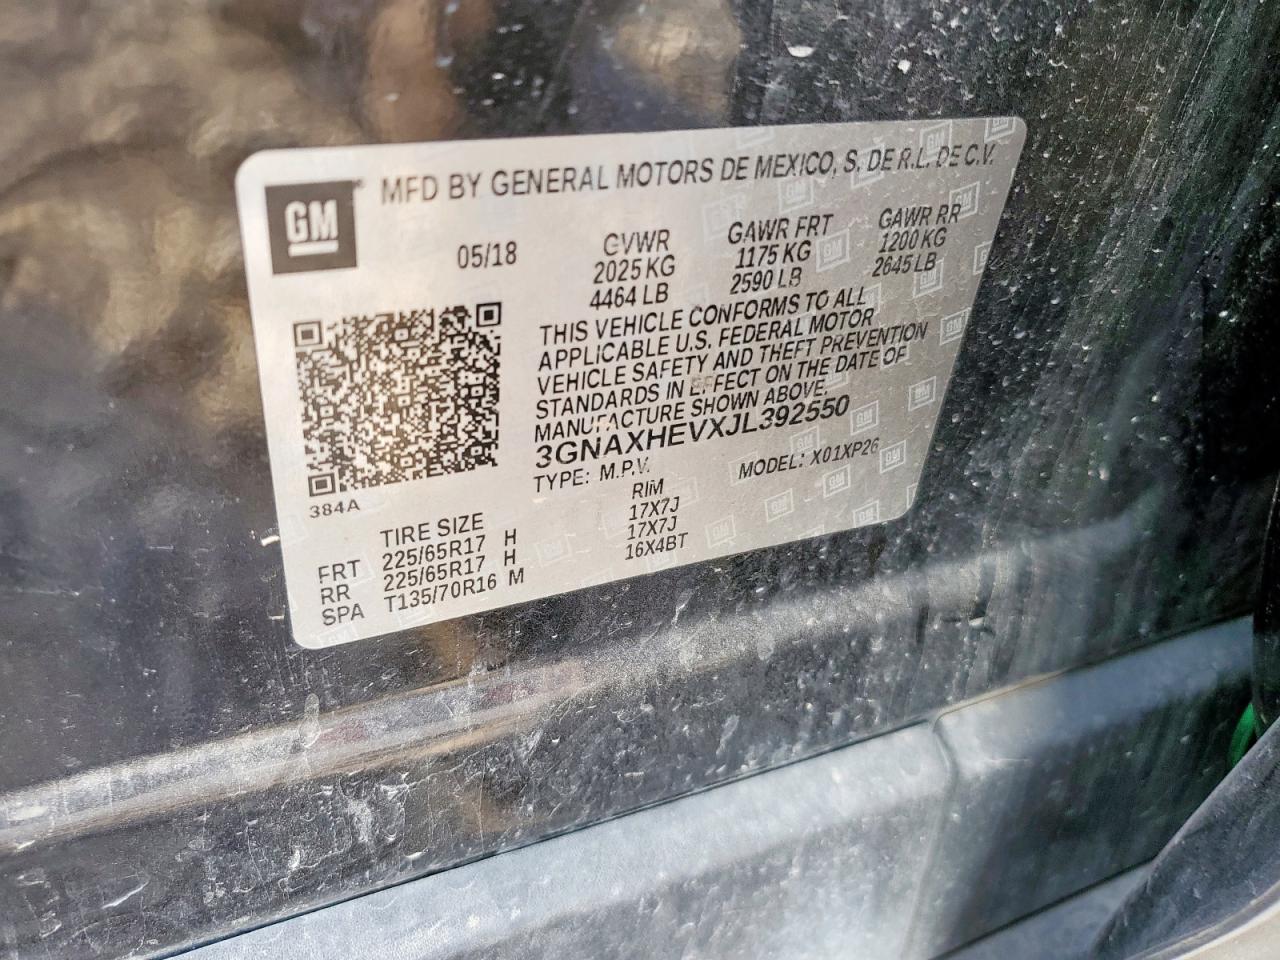 GM
MFD BY GENERAL MOTORS DE MEXICO, S. DE R.L. DE C.V.
05/18
GVWR GAWR FRT GAWR RR
2025 KG 1175 KG 1200 KG
4464 LB 2590 LB 2645 LB
THIS VEHICLE CONFORMS TO ALL
APPLICABLE U.S. FEDERAL MOTOR
VEHICLE SAFETY AND THEFT PREVENTION
STANDARDS IN EFFECT ON THE DATE OF
MANUFACTURE SHOWN ABOVE.
3GNAXHEVXJL392550
TYPE: M.P.V. MODEL: X01XP26
384A
TIRE SIZE RIM
FRT 225/65R17 H 17X7J
RR 225/65R17 H 17X7J
SPA T135/70R16 M 16X4BT